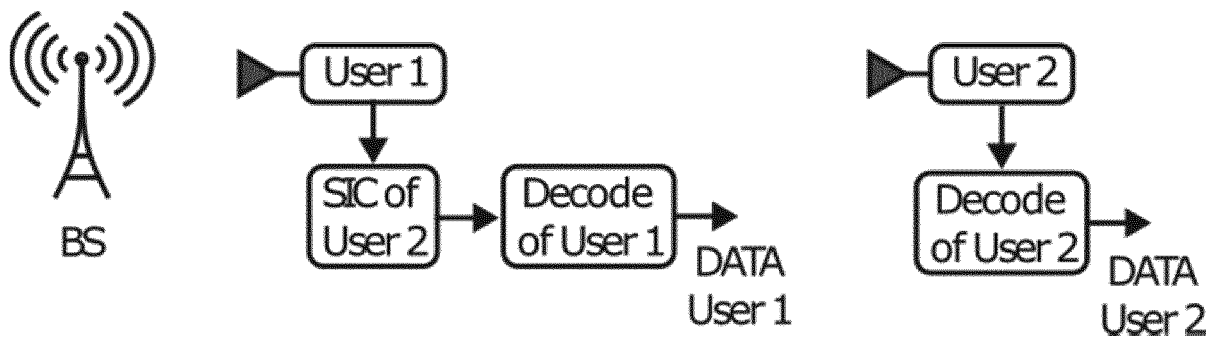 BS
User 1
SIC of
User 2
Decode
of User 1
DATA
User 1
User 2
Decode
of User 2
DATA
User 2